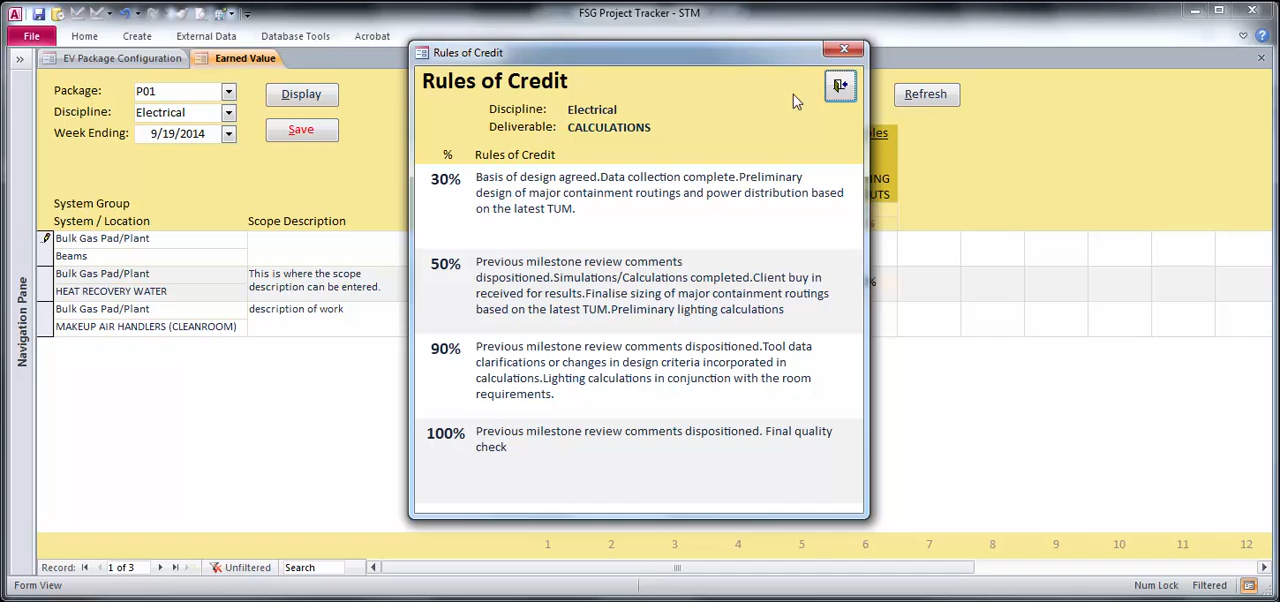 FSG Project Tracker - STM
File Home Create External Data Database Tools Acrobat
EV Package Configuration Earned Value
Rules of Credit
Rules of Credit
Discipline: Electrical
Deliverable: CALCULATIONS
% Rules of Credit
30% Basis of design agreed.Data collection complete.Preliminary
design of major containment routings and power distribution based
on the latest TUM.
50% Previous milestone review comments
dispositioned.Simulations/Calculations completed.Client buy in
received for results.Finalise sizing of major containment routings
based on the latest TUM.Preliminary lighting calculations
90% Previous milestone review comments dispositioned.Tool data
clarifications or changes in design criteria incorporated in
calculations.Lighting calculations in conjunction with the room
requirements.
100% Previous milestone review comments dispositioned. Final quality
check
Package: P01 Display
Discipline: Electrical
Week Ending: 9/19/2014 Save
Refresh
System Group
System / Location Scope Description
Bulk Gas Pad/Plant
Beams
Bulk Gas Pad/Plant This is where the scope
HEAT RECOVERY WATER description can be entered.
Bulk Gas Pad/Plant description of work
MAKEUP AIR HANDLERS (CLEANROOM)
%
Navigation Pane
1 2 3 4 5 6 7 8 9 10 11 12
Record: 1 of 3 Unfiltered Search
Form View Num Lock Filtered